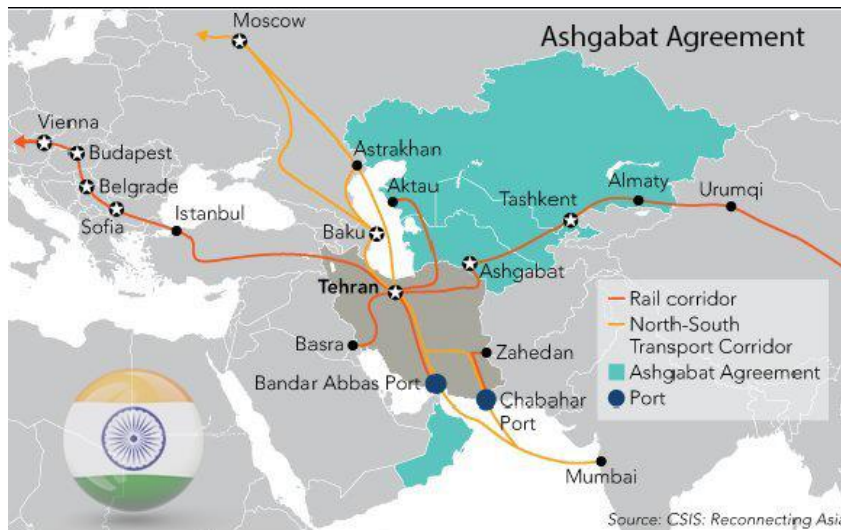 Ashgabat Agreement
Moscow
Vienna
Budapest
Belgrade
Sofia
Istanbul
Astrakhan
Aktau
Baku
Tashkent
Almaty
Urumqi
Ashgabat
Tehran
Basra
Zahedan
Bandar Abbas Port
Chabahar
Port
Mumbai
Rail corridor
North-South
Transport Corridor
Ashgabat Agreement
Port
Source: CSIS: Reconnecting Asia